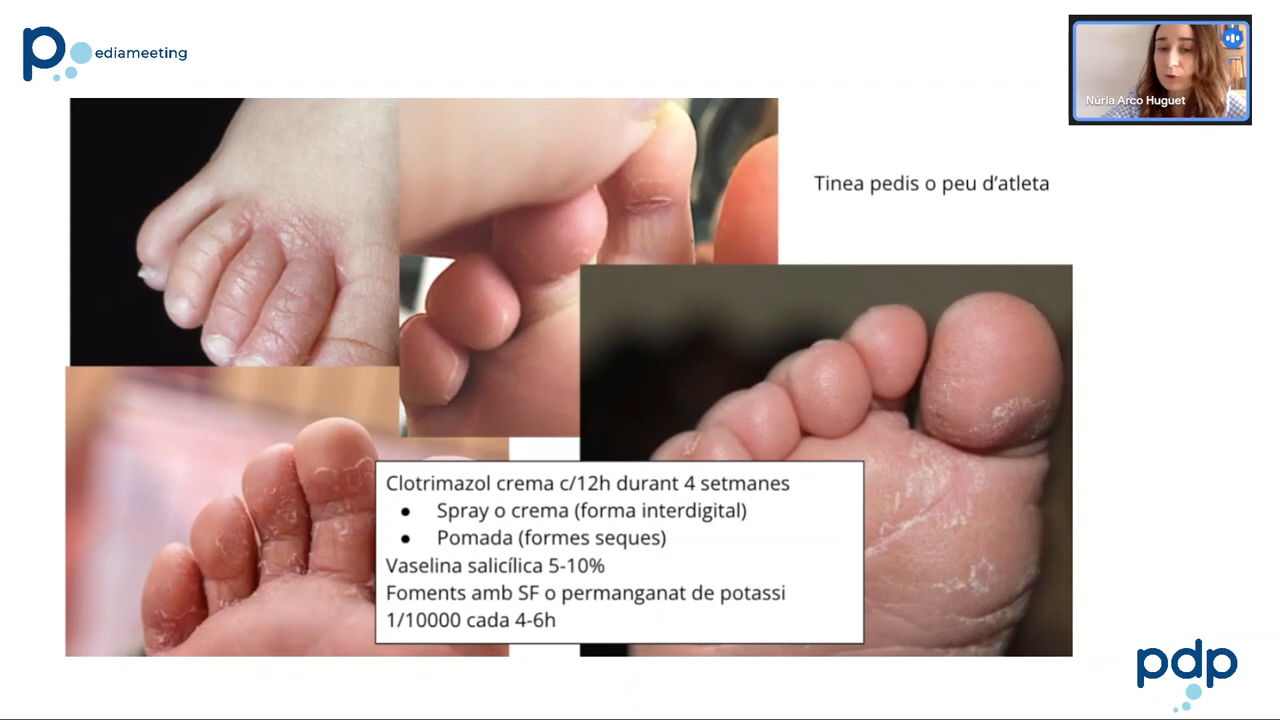 pediameeting
Núria Arco Huguet
Tinea pedis o peu d’atleta
Clotrimazol crema c/12h durant 4 setmanes
● Spray o crema (forma interdigital)
● Pomada (formes seques)
Vaselina salicílica 5-10%
Foments amb SF o permanganat de potassi
1/10000 cada 4-6h
pdp